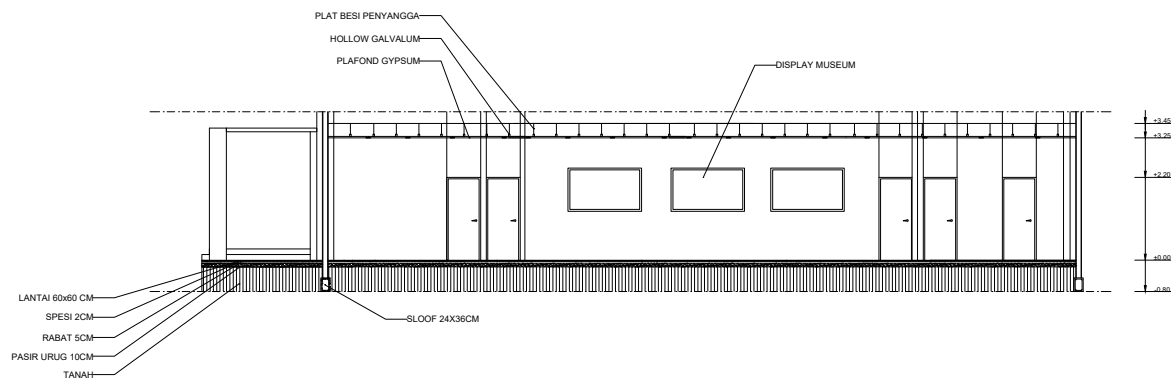 PLAT BESI PENYANGGA
HOLLOW GALVALUM
PLAFOND GYPSUM
DISPLAY MUSEUM
+3.45
+3.25
+2.20
+0.00
-0.80
LANTAI 60x60 CM
SPESI 2CM
SLOOF 24X36CM
RABAT 5CM
PASIR URUG 10CM
TANAH